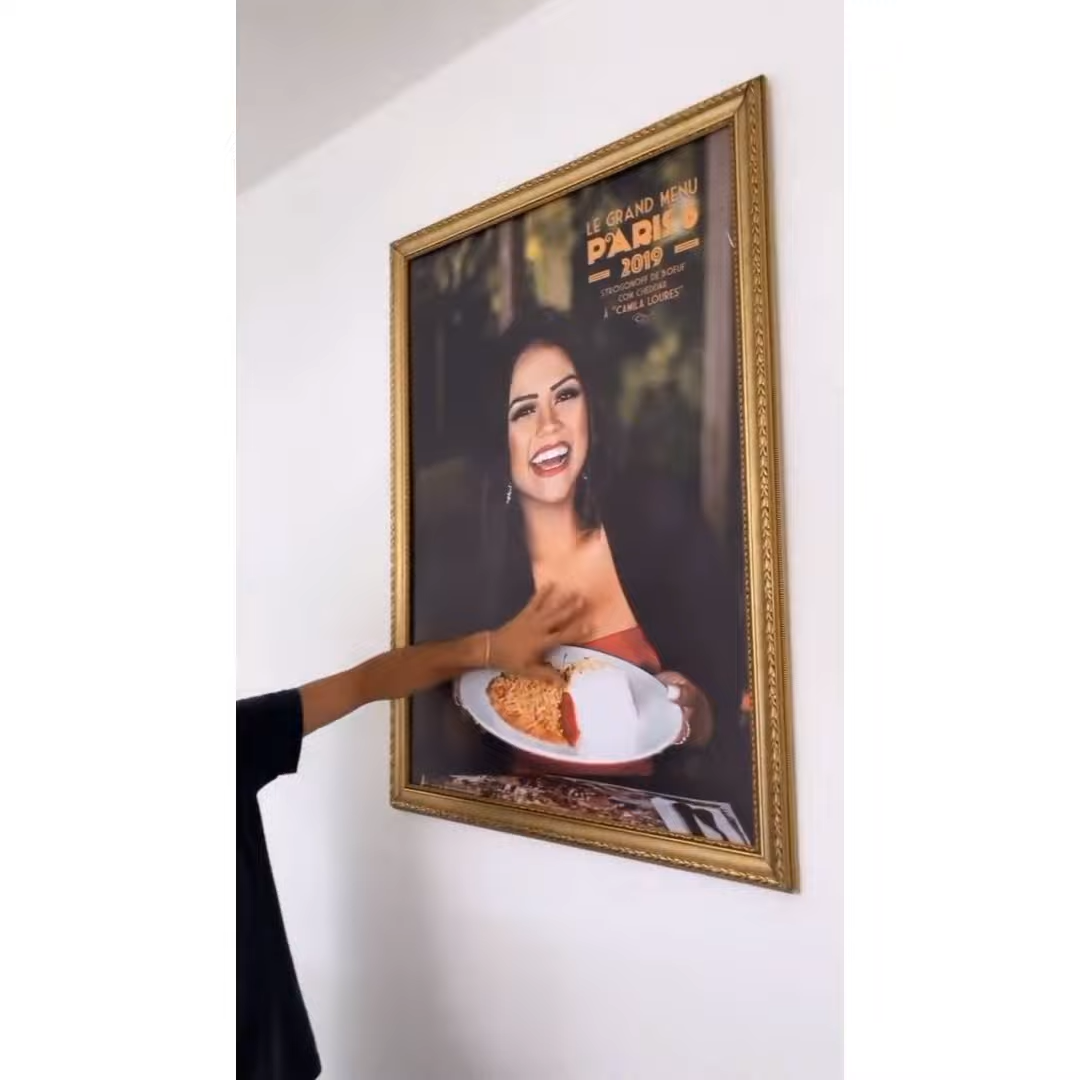 LE GRAND MENU
PARIS 6
2019
STROGONOFF DE BOEUF
COM CHEDDAR
À "CAMILA LOURES"